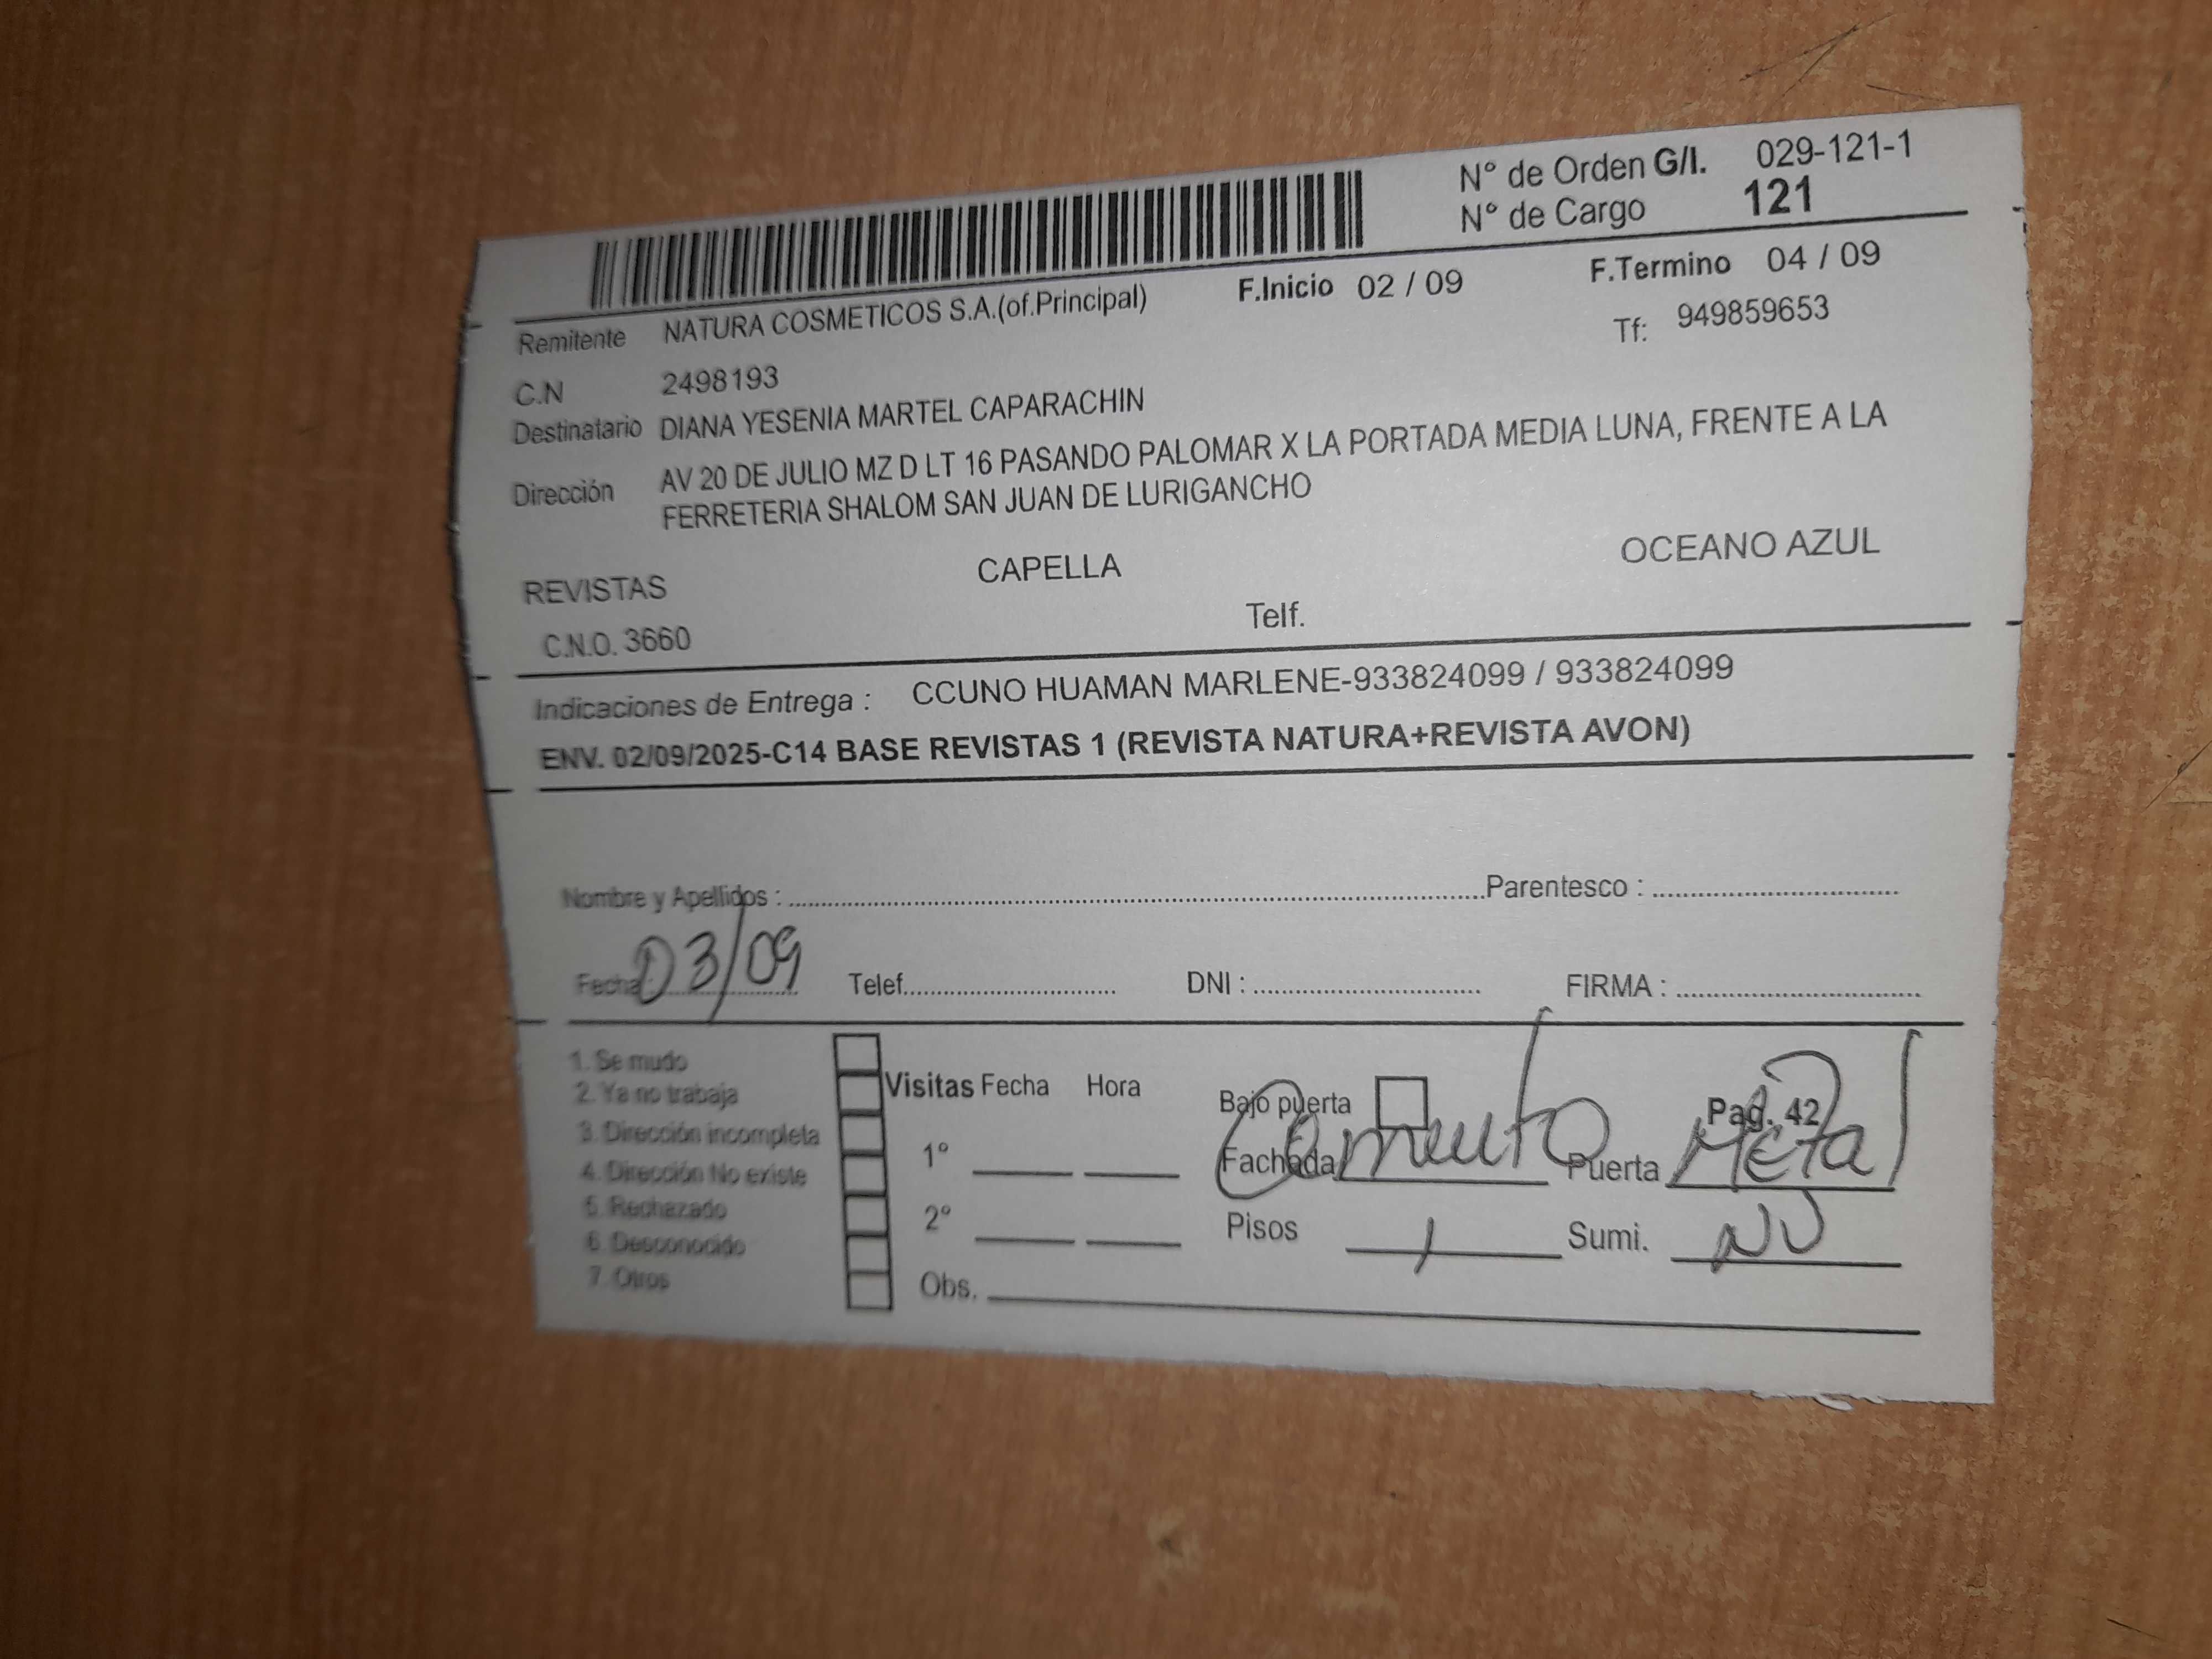 N° de Orden G/I. 029-121-1
N° de Cargo 121
F.Inicio 02 / 09 F.Termino 04 / 09
Remitente NATURA COSMETICOS S.A.(of.Principal) Tf: 949859653
C.N 2498193
Destinatario DIANA YESENIA MARTEL CAPARACHIN
Dirección AV 20 DE JULIO MZ D LT 16 PASANDO PALOMAR X LA PORTADA MEDIA LUNA, FRENTE A LA
FERRETERIA SHALOM SAN JUAN DE LURIGANCHO
REVISTAS CAPELLA OCEANO AZUL
C.N.O. 3660 Telf.
Indicaciones de Entrega : CCUNO HUAMAN MARLENE-933824099 / 933824099
ENV. 02/09/2025-C14 BASE REVISTAS 1 (REVISTA NATURA+REVISTA AVON)
Nombre y Apellidos : Parentesco :
Fecha: 03/09 Telef. DNI : FIRMA :
1. Se mudo
2. Ya no trabaja
3. Dirección incompleta
4. Dirección No existe
5. Rechazado
6. Desconocido
7. Otros
Visitas Fecha Hora
1°
2°
Obs.
Bajo puerta Pag. 42
Fachada Cemento Puerta Metal
Pisos 1 Sumi. NO